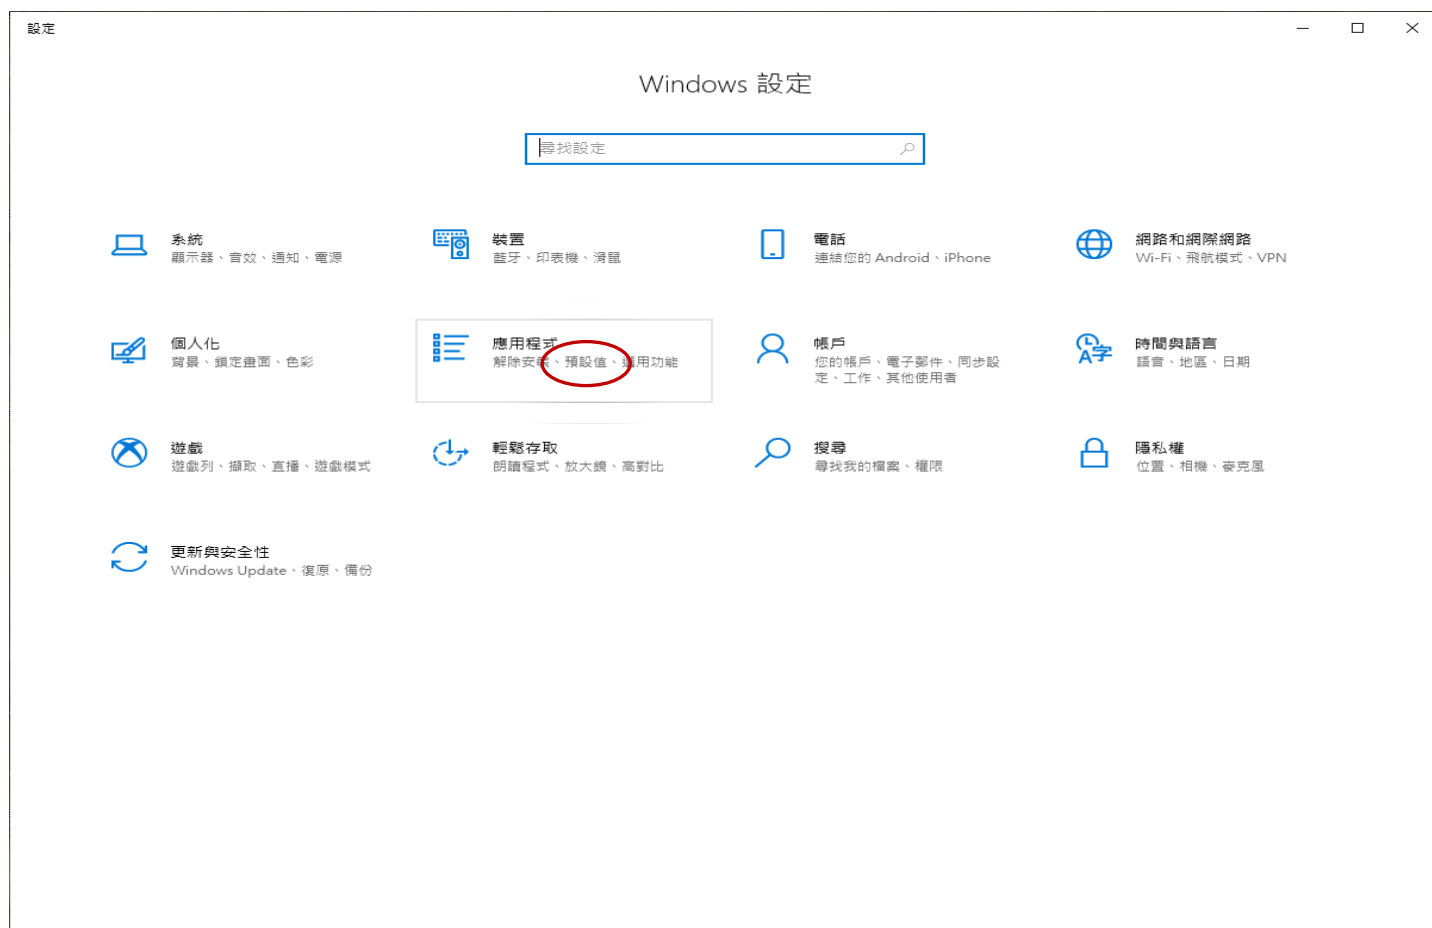 設定
Windows 設定
尋找設定
系統
顯示器、音效、通知、電源
裝置
藍牙、印表機、滑鼠
電話
連結您的 Android、iPhone
網路和網際網路
Wi-Fi、飛航模式、VPN
個人化
背景、鎖定畫面、色彩
應用程式
解除安裝、預設值、選用功能
帳戶
您的帳戶、電子郵件、同步設
定、工作、其他使用者
時間與語言
語音、地區、日期
遊戲
遊戲列、擷取、直播、遊戲模式
輕鬆存取
朗讀程式、放大鏡、高對比
搜尋
尋找我的檔案、權限
隱私權
位置、相機、麥克風
更新與安全性
Windows Update、復原、備份